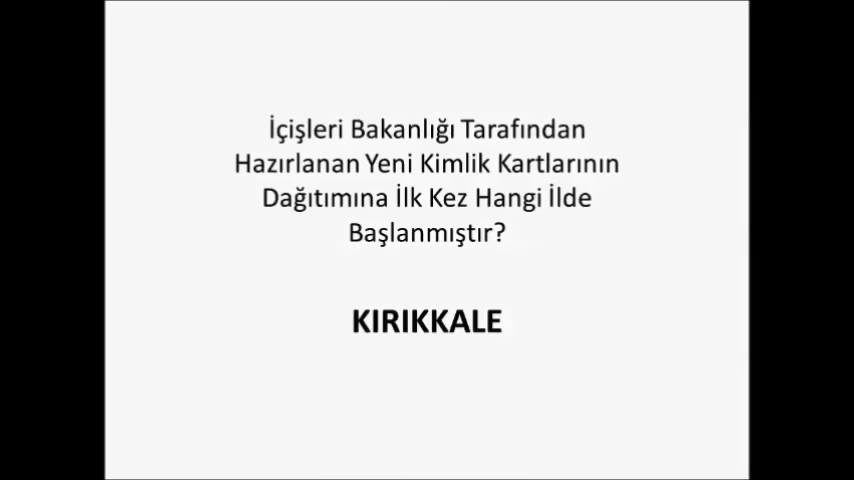 İçişleri Bakanlığı Tarafından
Hazırlanan Yeni Kimlik Kartlarının
Dağıtımına İlk Kez Hangi İlde
Başlanmıştır?
KIRIKKALE